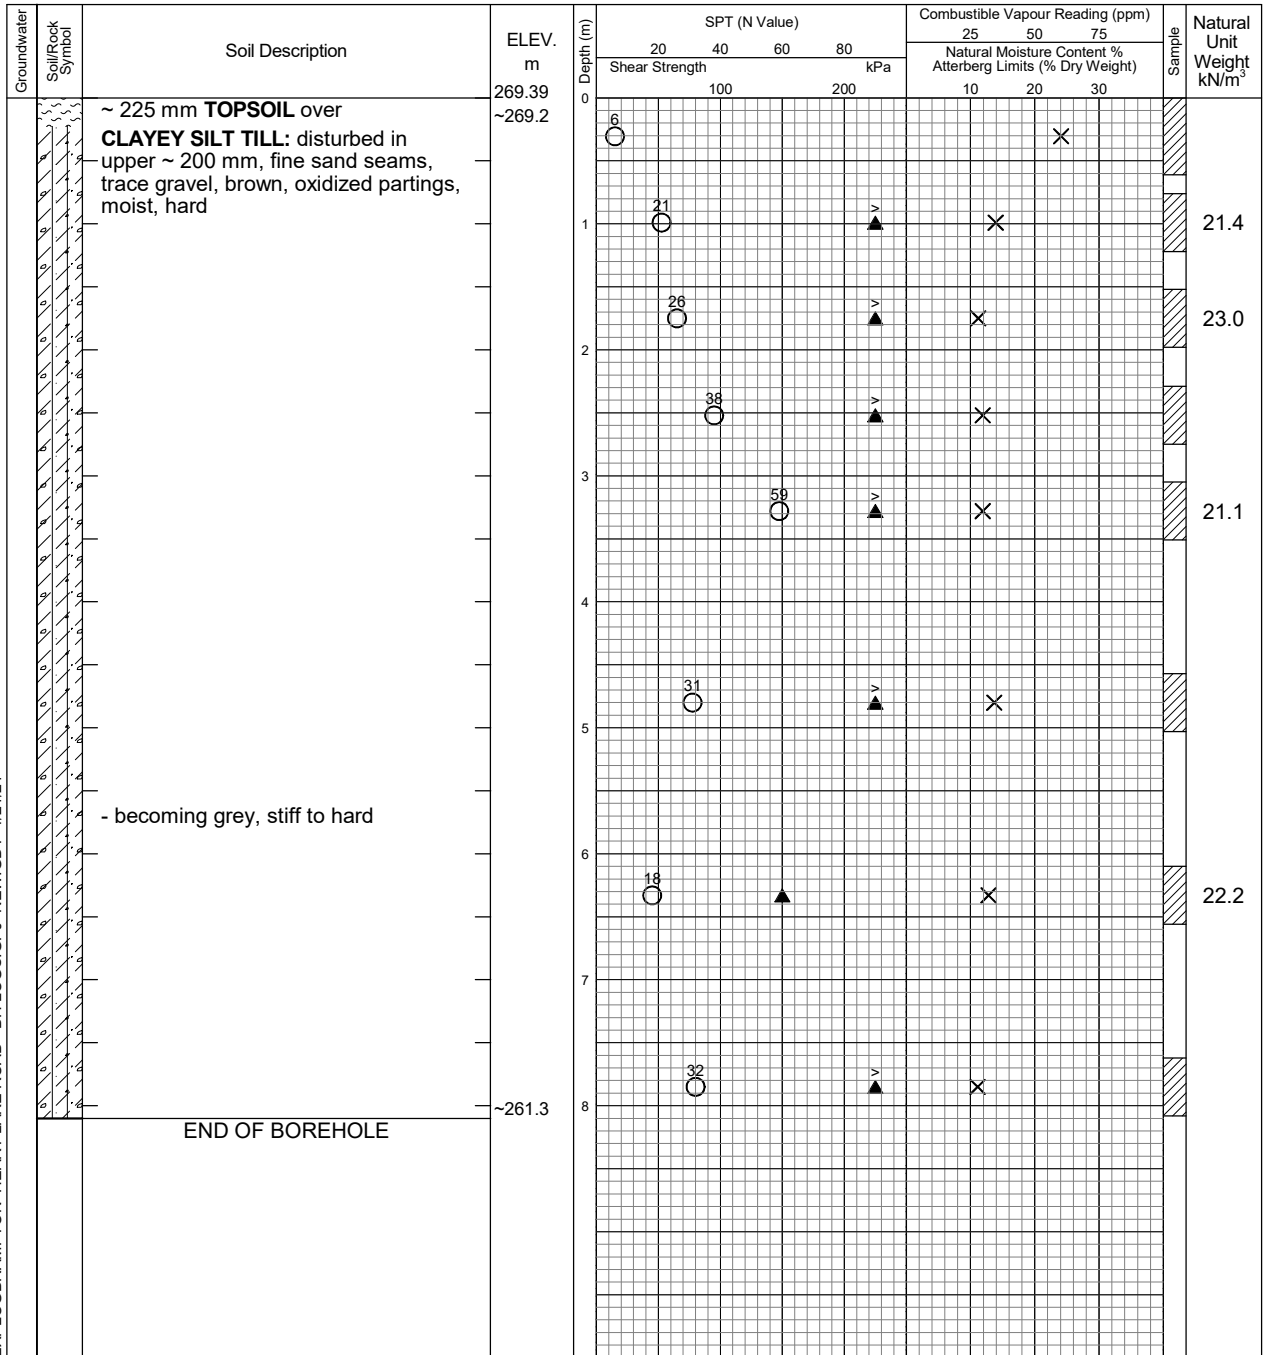 Groundwater
Soil/Rock
Symbol
Soil Description
ELEV.
m
Depth (m)
SPT (N Value)
20 40 60 80
Shear Strength kPa
100 200
Combustible Vapour Reading (ppm)
25 50 75
Natural Moisture Content %
Atterberg Limits (% Dry Weight)
10 20 30
Sample
Natural
Unit
Weight
kN/m³
269.39
0
~ 225 mm TOPSOIL over
~269.2
CLAYEY SILT TILL: disturbed in
upper ~ 200 mm, fine sand seams,
trace gravel, brown, oxidized partings,
moist, hard
6
21 >
1 21.4
26 >
23.0
2
38 >
3
59 >
21.1
4
31 >
5
- becoming grey, stiff to hard
6
18
22.2
7
32 >
8
~261.3
END OF BOREHOLE